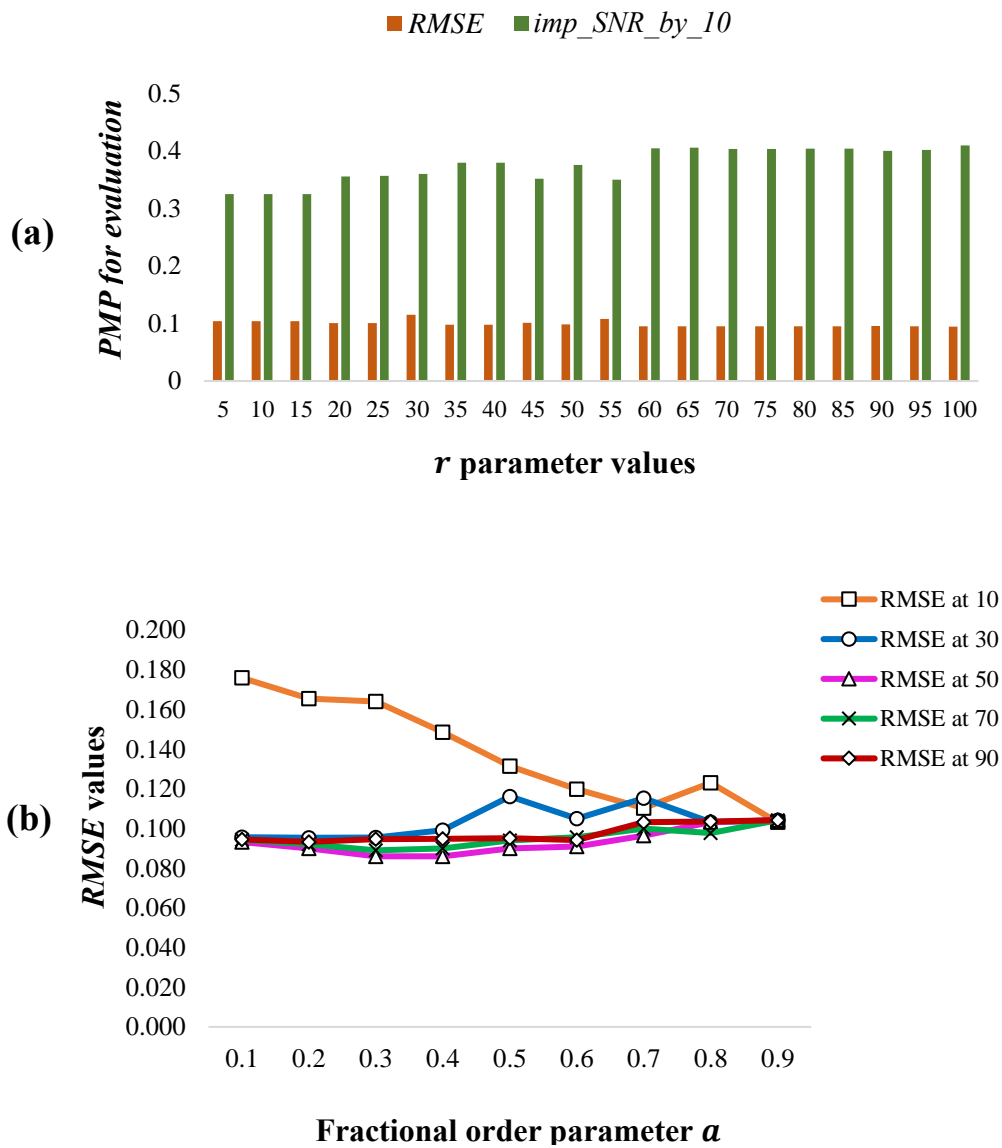 RMSE imp_SNR_by_10
(a)
PMP for evaluation
0.5
0.4
0.3
0.2
0.1
0
5 10 15 20 25 30 35 40 45 50 55 60 65 70 75 80 85 90 95 100
r parameter values
(b)
RMSE values
0.200
0.180
0.160
0.140
0.120
0.100
0.080
0.060
0.040
0.020
0.000
0.1 0.2 0.3 0.4 0.5 0.6 0.7 0.8 0.9
Fractional order parameter a
RMSE at 10
RMSE at 30
RMSE at 50
RMSE at 70
RMSE at 90